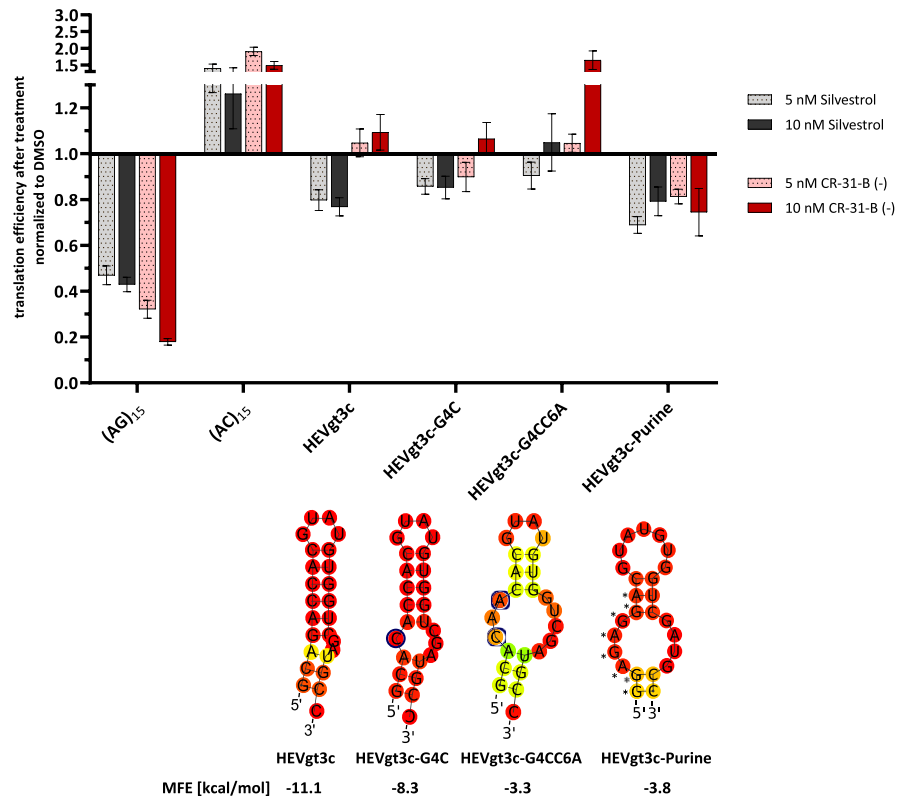 translation efficiency after treatment
normalized to DMSO
3.0
2.5
2.0
1.5
1.2
1.0
0.8
0.6
0.4
0.2
0.0
5 nM Silvestrol
10 nM Silvestrol
5 nM CR-31-B (-)
10 nM CR-31-B (-)
(AG)15
(AC)15
HEVgt3c
HEVgt3c-G4C
HEVgt3c-G4CC6A
HEVgt3c-Purine
5' 3'
5' 3'
5' 3'
5' 3'
HEVgt3c HEVgt3c-G4C HEVgt3c-G4CC6A HEVgt3c-Purine
MFE [kcal/mol] -11.1 -8.3 -3.3 -3.8